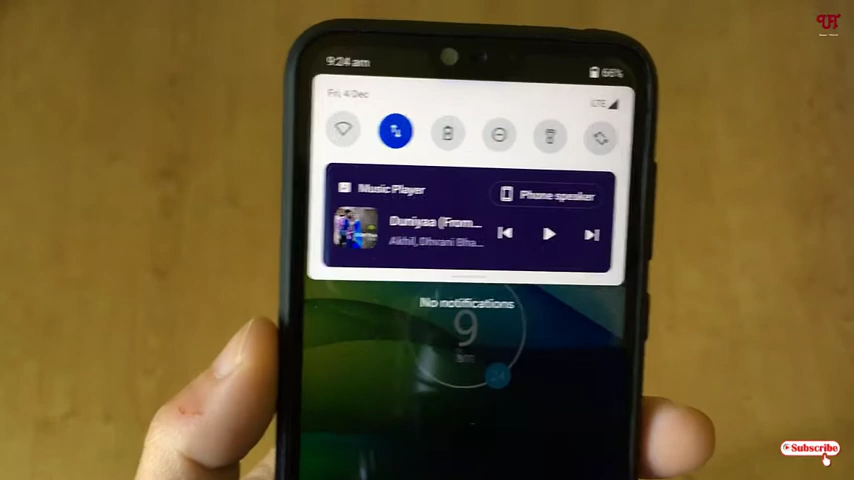 9:24 am
66%
Fri, 4 Dec
LTE
Music Player
Phone speaker
Duniyaa (From...
Akhil, Dhvani Bha...
No notifications
9
Subscribe